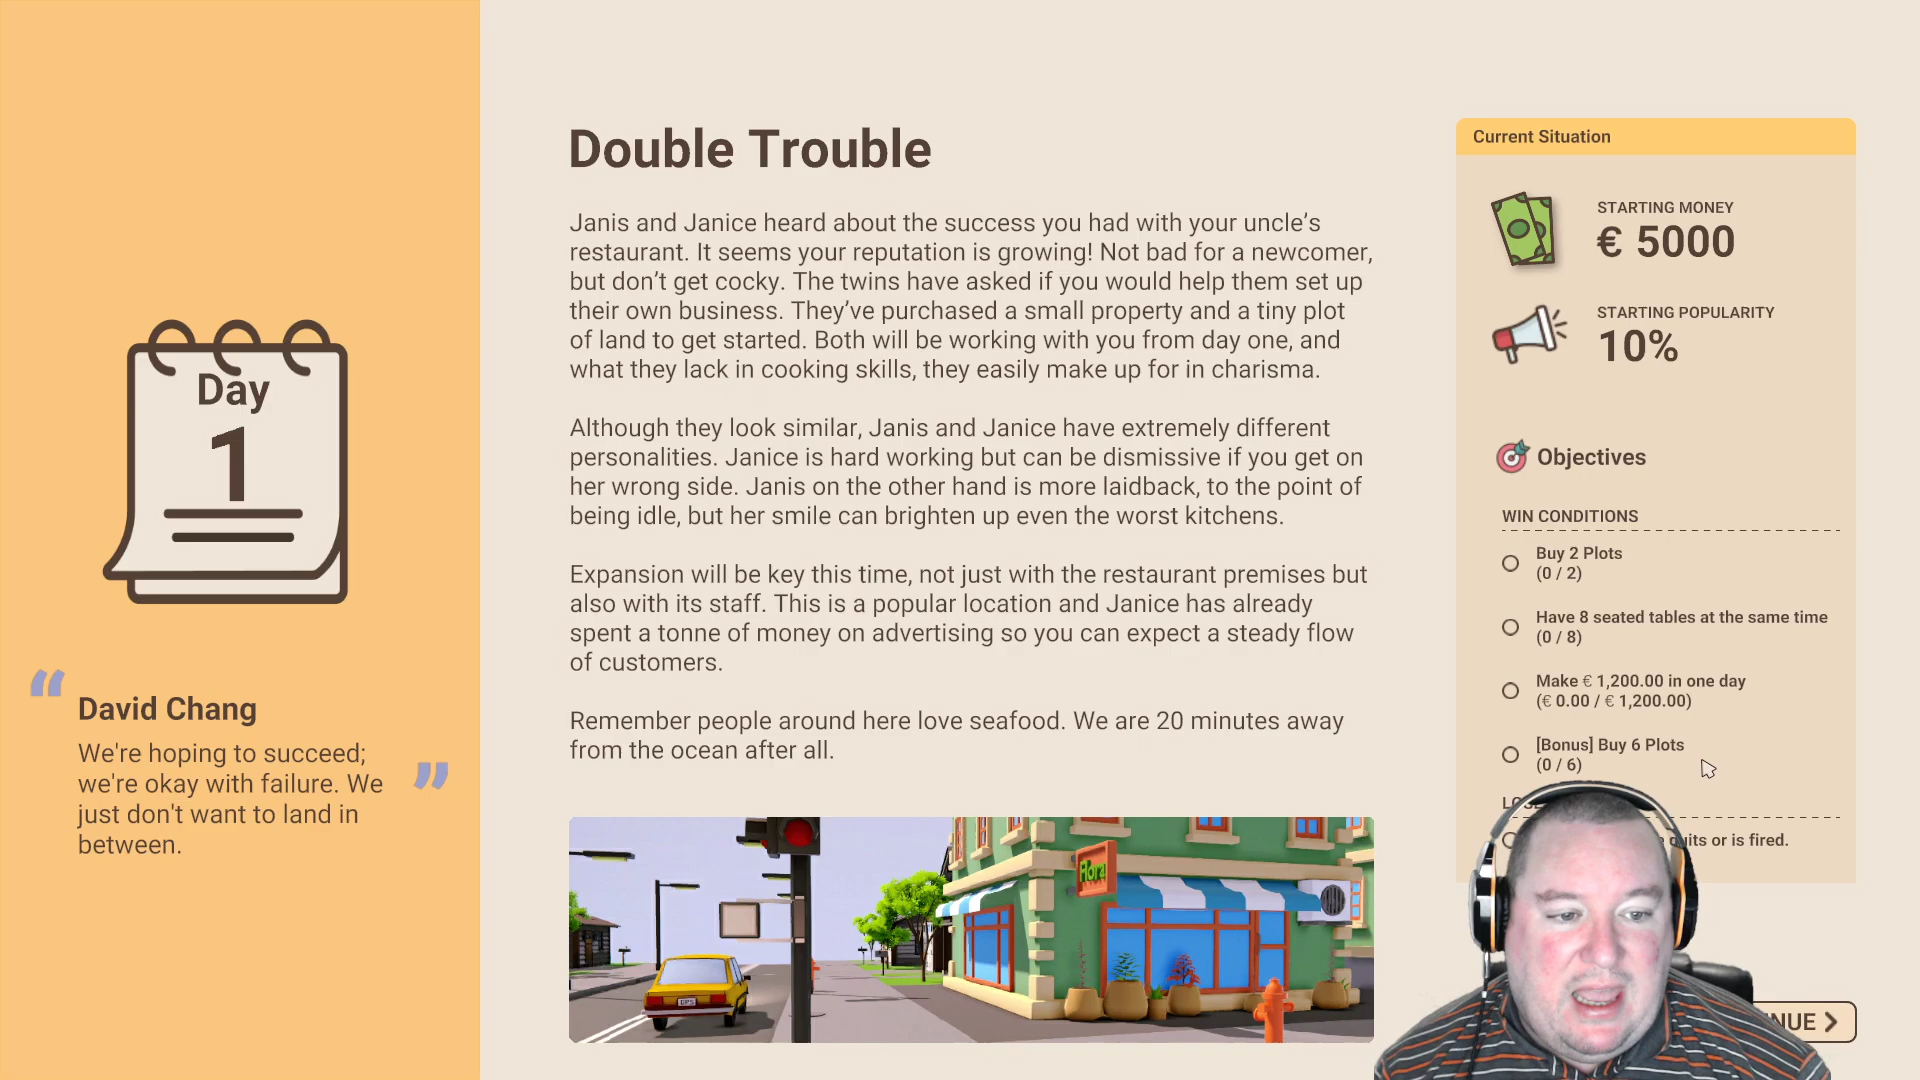 Day
1
“
David Chang
We're hoping to succeed;
we're okay with failure. We
just don't want to land in
between.
”
Double Trouble
Janis and Janice heard about the success you had with your uncle’s
restaurant. It seems your reputation is growing! Not bad for a newcomer,
but don’t get cocky. The twins have asked if you would help them set up
their own business. They’ve purchased a small property and a tiny plot
of land to get started. Both will be working with you from day one, and
what they lack in cooking skills, they easily make up for in charisma.
Although they look similar, Janis and Janice have extremely different
personalities. Janice is hard working but can be dismissive if you get on
her wrong side. Janis on the other hand is more laidback, to the point of
being idle, but her smile can brighten up even the worst kitchens.
Expansion will be key this time, not just with the restaurant premises but
also with its staff. This is a popular location and Janice has already
spent a tonne of money on advertising so you can expect a steady flow
of customers.
Remember people around here love seafood. We are 20 minutes away
from the ocean after all.
Flora
Current Situation
STARTING MONEY
€ 5000
STARTING POPULARITY
10%
Objectives
WIN CONDITIONS
Buy 2 Plots
(0 / 2)
Have 8 seated tables at the same time
(0 / 8)
Make € 1,200.00 in one day
(€ 0.00 / € 1,200.00)
[Bonus] Buy 6 Plots
(0 / 6)
quits or is fired.